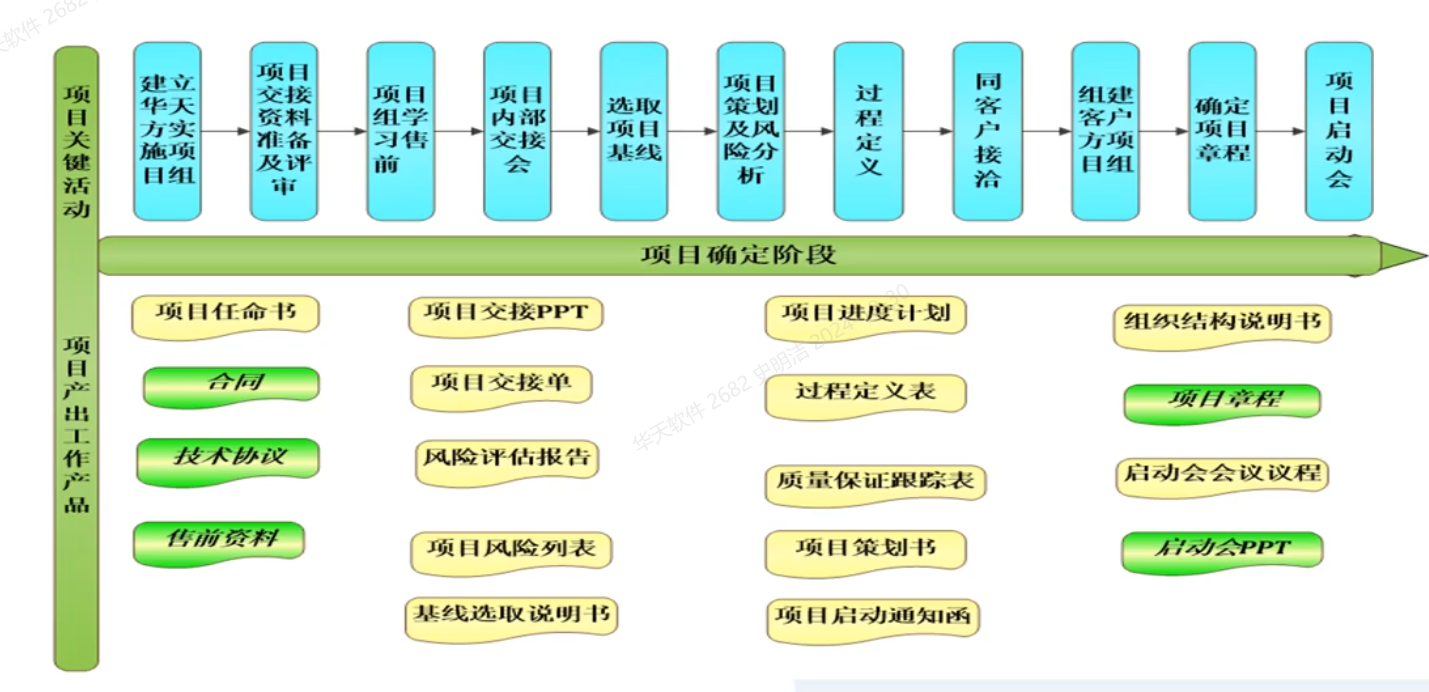 华天软件 2682
项目关键活动
建立
华天
方实
施项
目组
项目
交接
资料
准备
及评
审
项目
组学
习售
前
项目
内部
交接
会
选取
项目
基线
项目
策划
及风
险分
析
过
程
定
义
同
客
户
接
洽
组建
客户
方项
目组
确定
项目
章程
项
目
启
动
会
项目确定阶段
项目产出工作产品
项目任命书
合同
技术协议
售前资料
项目交接PPT
项目交接单
风险评估报告
项目风险列表
基线选取说明书
项目进度计划
过程定义表
质量保证跟踪表
项目策划书
项目启动通知函
组织结构说明书
项目章程
启动会会议议程
启动会PPT
华天软件 2682 史明洁